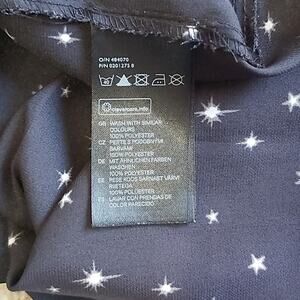 O/N 494070
P/N 0201273 8
40
clevercare.info
GB WASH WITH SIMILAR
COLOURS
100% POLYESTER
CZ PERTE S PODOBNÝMI
BARVAMI
100% POLYESTER
DE MIT ÄHNLICHEN FARBEN
WASCHEN
100% POLYESTER
EE PESE KOOS SARNAST VÄRVI
RIIETEGA
100% POLÜESTER
ES LAVAR CON PRENDAS DE
COLOR PARECIDO